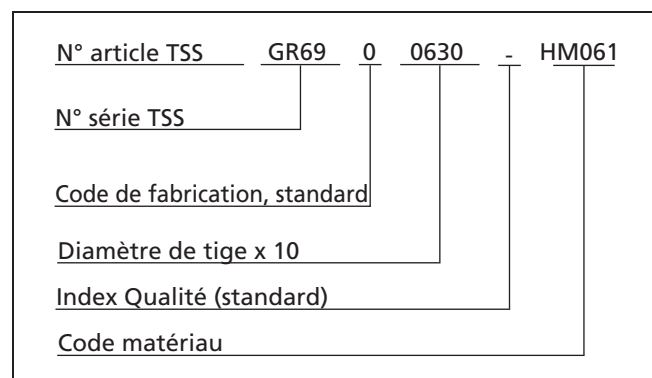 N° article TSS GR69 0 0630 - HM061
N° série TSS
Code de fabrication, standard
Diamètre de tige x 10
Index Qualité (standard)
Code matériau